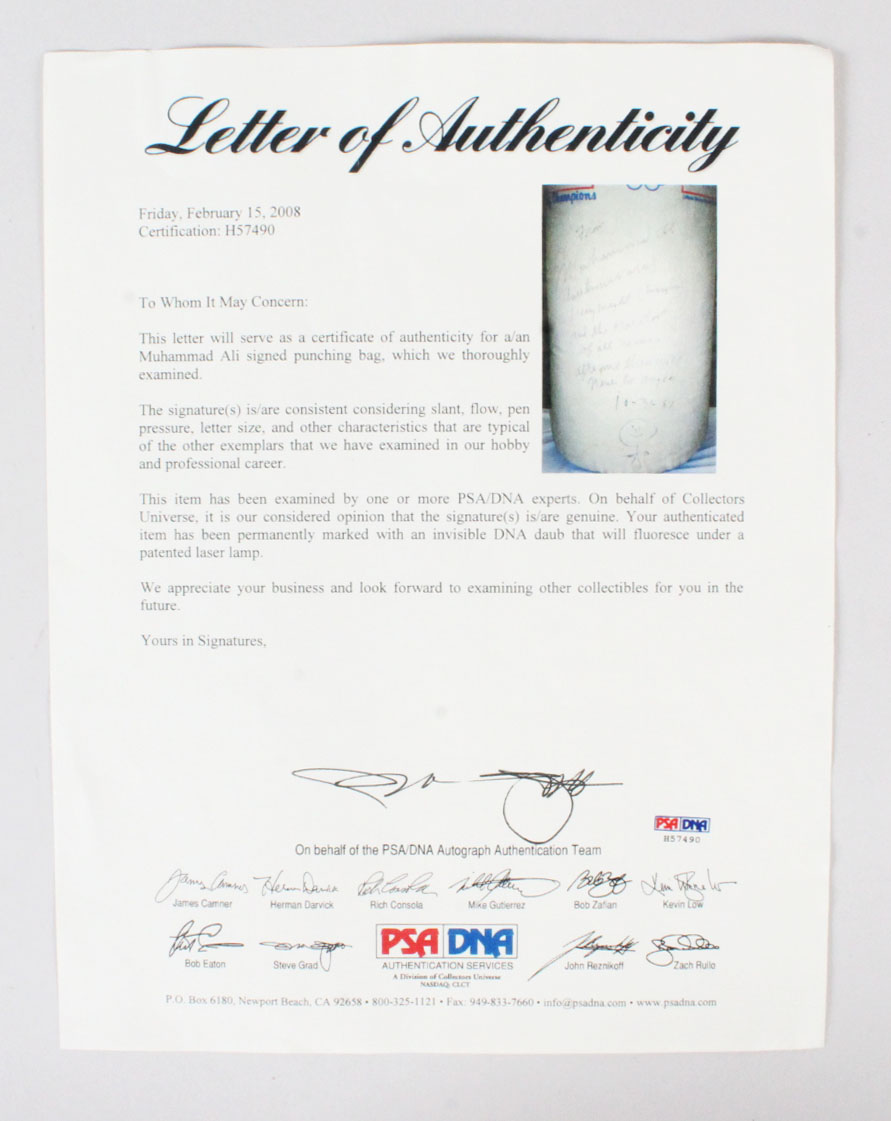 Letter of Authenticity
Friday, February 15, 2008
Certification: H57490
Champions
From
Muhammad Ali
of all
To Whom It May Concern:
This letter will serve as a certificate of authenticity for a/an
Muhammad Ali signed punching bag, which we thoroughly
examined.
The signature(s) is/are consistent considering slant, flow, pen
pressure, letter size, and other characteristics that are typical
of the other exemplars that we have examined in our hobby
and professional career.
This item has been examined by one or more PSA/DNA experts. On behalf of Collectors
Universe, it is our considered opinion that the signature(s) is/are genuine. Your authenticated
item has been permanently marked with an invisible DNA daub that will fluoresce under a
patented laser lamp.
We appreciate your business and look forward to examining other collectibles for you in the
future.
Yours in Signatures,
PSA DNA
H57490
On behalf of the PSA/DNA Autograph Authentication Team
James Camner Herman Darvick Rich Consola Mike Gutierrez Bob Zafian Kevin Low
Bob Eaton Steve Grad John Reznikoff Zach Rullo
PSA DNA
AUTHENTICATION SERVICES
A Division of Collectors Universe
NASDAQ: CLCT
P.O. Box 6180, Newport Beach, CA 92658 • 800-325-1121 • Fax: 949-833-7660 • info@psadna.com • www.psadna.com